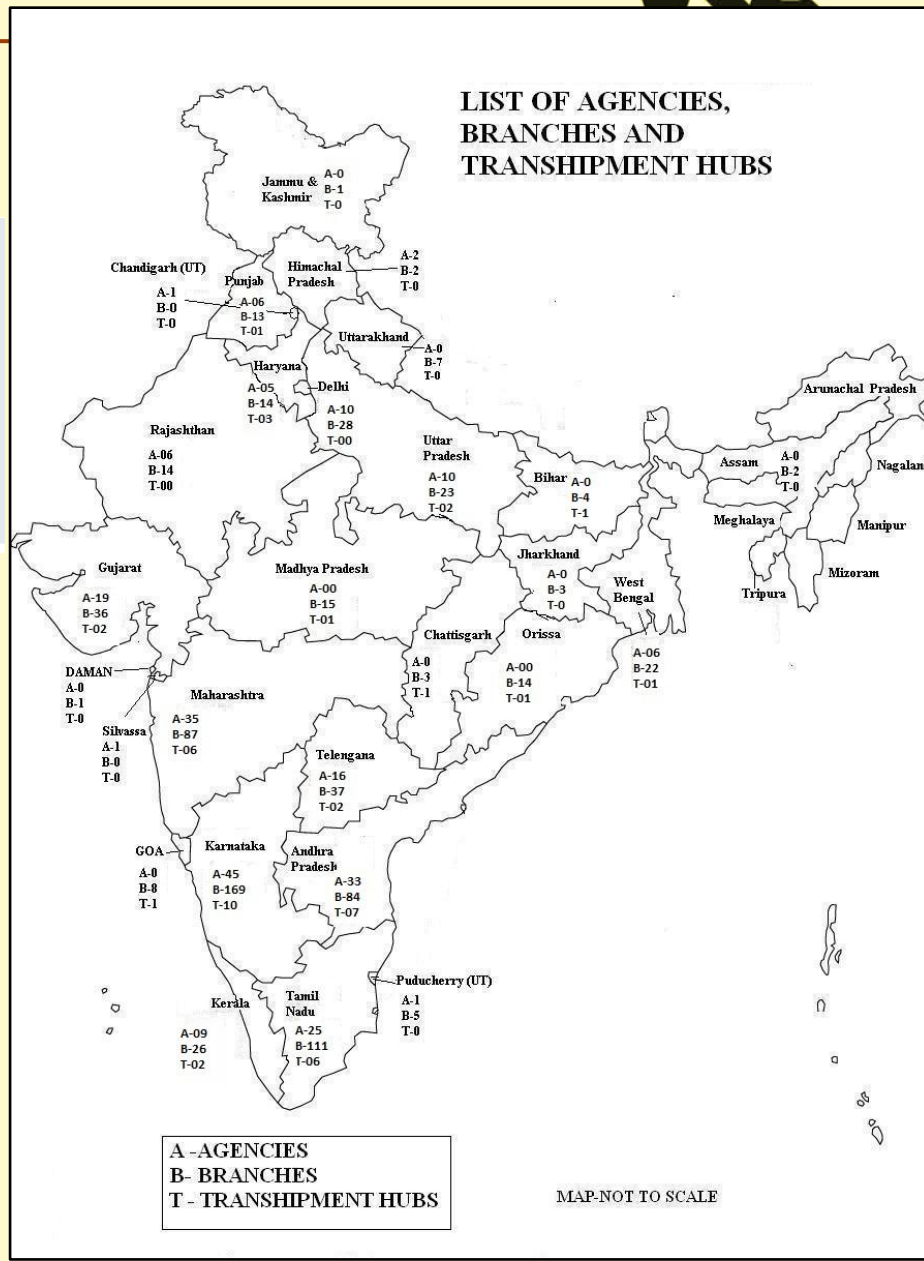 LIST OF AGENCIES,
BRANCHES AND
TRANSHIPMENT HUBS
Jammu &
Kashmir
A-0
B-1
T-0
Chandigarh (UT)
A-1
B-0
T-0
Punjab
A-06
B-13
T-01
Himachal
Pradesh
A-2
B-2
T-0
Uttarakhand
A-0
B-7
T-0
Haryana
A-05
B-14
T-03
Delhi
A-10
B-28
T-00
Rajashthan
A-06
B-14
T-00
Uttar
Pradesh
A-10
B-23
T-02
Bihar
A-0
B-4
T-1
Arunachal Pradesh
Assam
A-0
B-2
T-0
Nagalan
Meghalaya
Manipur
Tripura
Mizoram
Gujarat
A-19
B-36
T-02
Madhya Pradesh
A-00
B-15
T-01
Jharkhand
A-0
B-3
T-0
West
Bengal
A-06
B-22
T-01
Chattisgarh
A-0
B-3
T-1
Orissa
A-00
B-14
T-01
DAMAN
A-0
B-1
T-0
Silvassa
A-1
B-0
T-0
Maharashtra
A-35
B-87
T-06
Telengana
A-16
B-37
T-02
GOA
A-0
B-8
T-1
Karnataka
A-45
B-169
T-10
Andhra
Pradesh
A-33
B-84
T-07
Puducherry (UT)
A-1
B-5
T-0
Kerala
A-09
B-26
T-02
Tamil
Nadu
A-25
B-111
T-06
A -AGENCIES
B- BRANCHES
T - TRANSHIPMENT HUBS
MAP-NOT TO SCALE